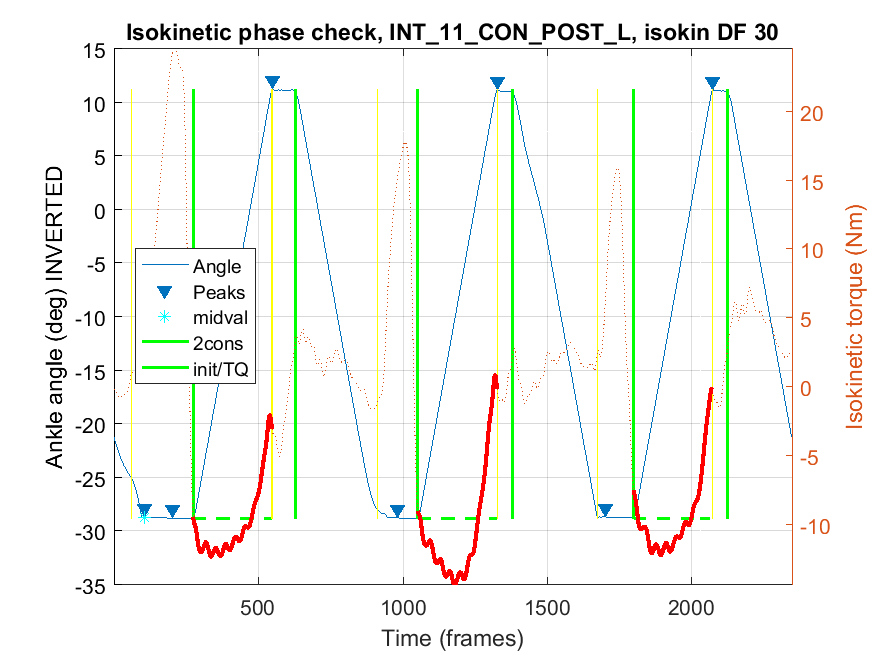 Isokinetic phase check, INT_11_CON_POST_L, isokin DF 30
Ankle angle (deg) INVERTED
15
10
5
0
-5
-10
-15
-20
-25
-30
-35
Angle
Peaks
midval
2cons
init/TQ
20
15
10
5
0
-5
-10
Isokinetic torque (Nm)
500
1000
1500
2000
Time (frames)